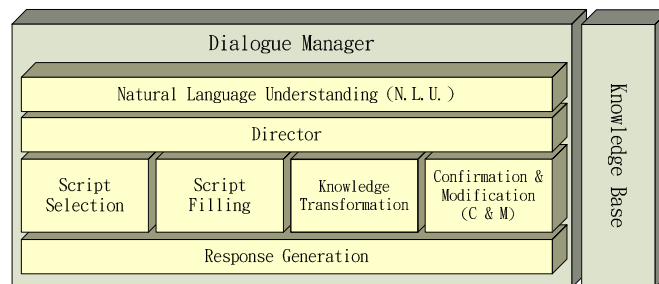 Dialogue Manager
Natural Language Understanding (N.L.U.)
Director
Script
Selection
Script
Filling
Knowledge
Transformation
Confirmation &
Modification
(C & M)
Response Generation
Knowledge Base